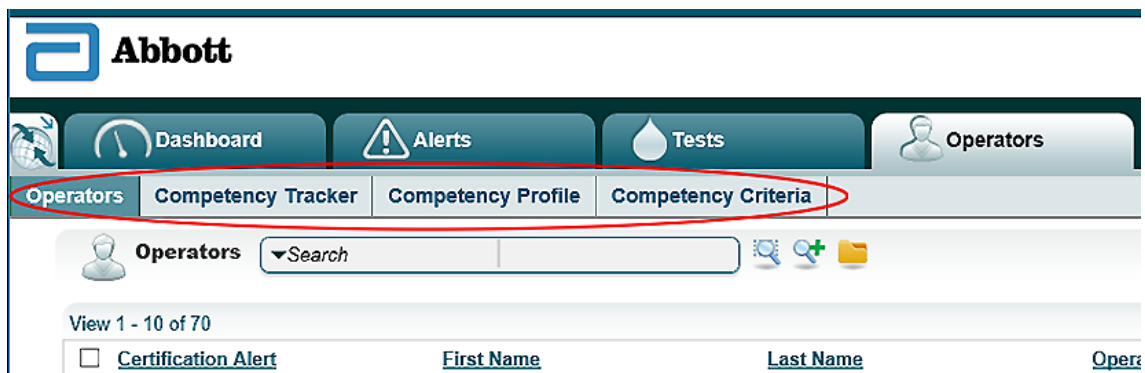 Abbott
Dashboard Alerts Tests Operators
Operators Competency Tracker Competency Profile Competency Criteria
Operators Search
View 1 - 10 of 70
Certification Alert First Name Last Name